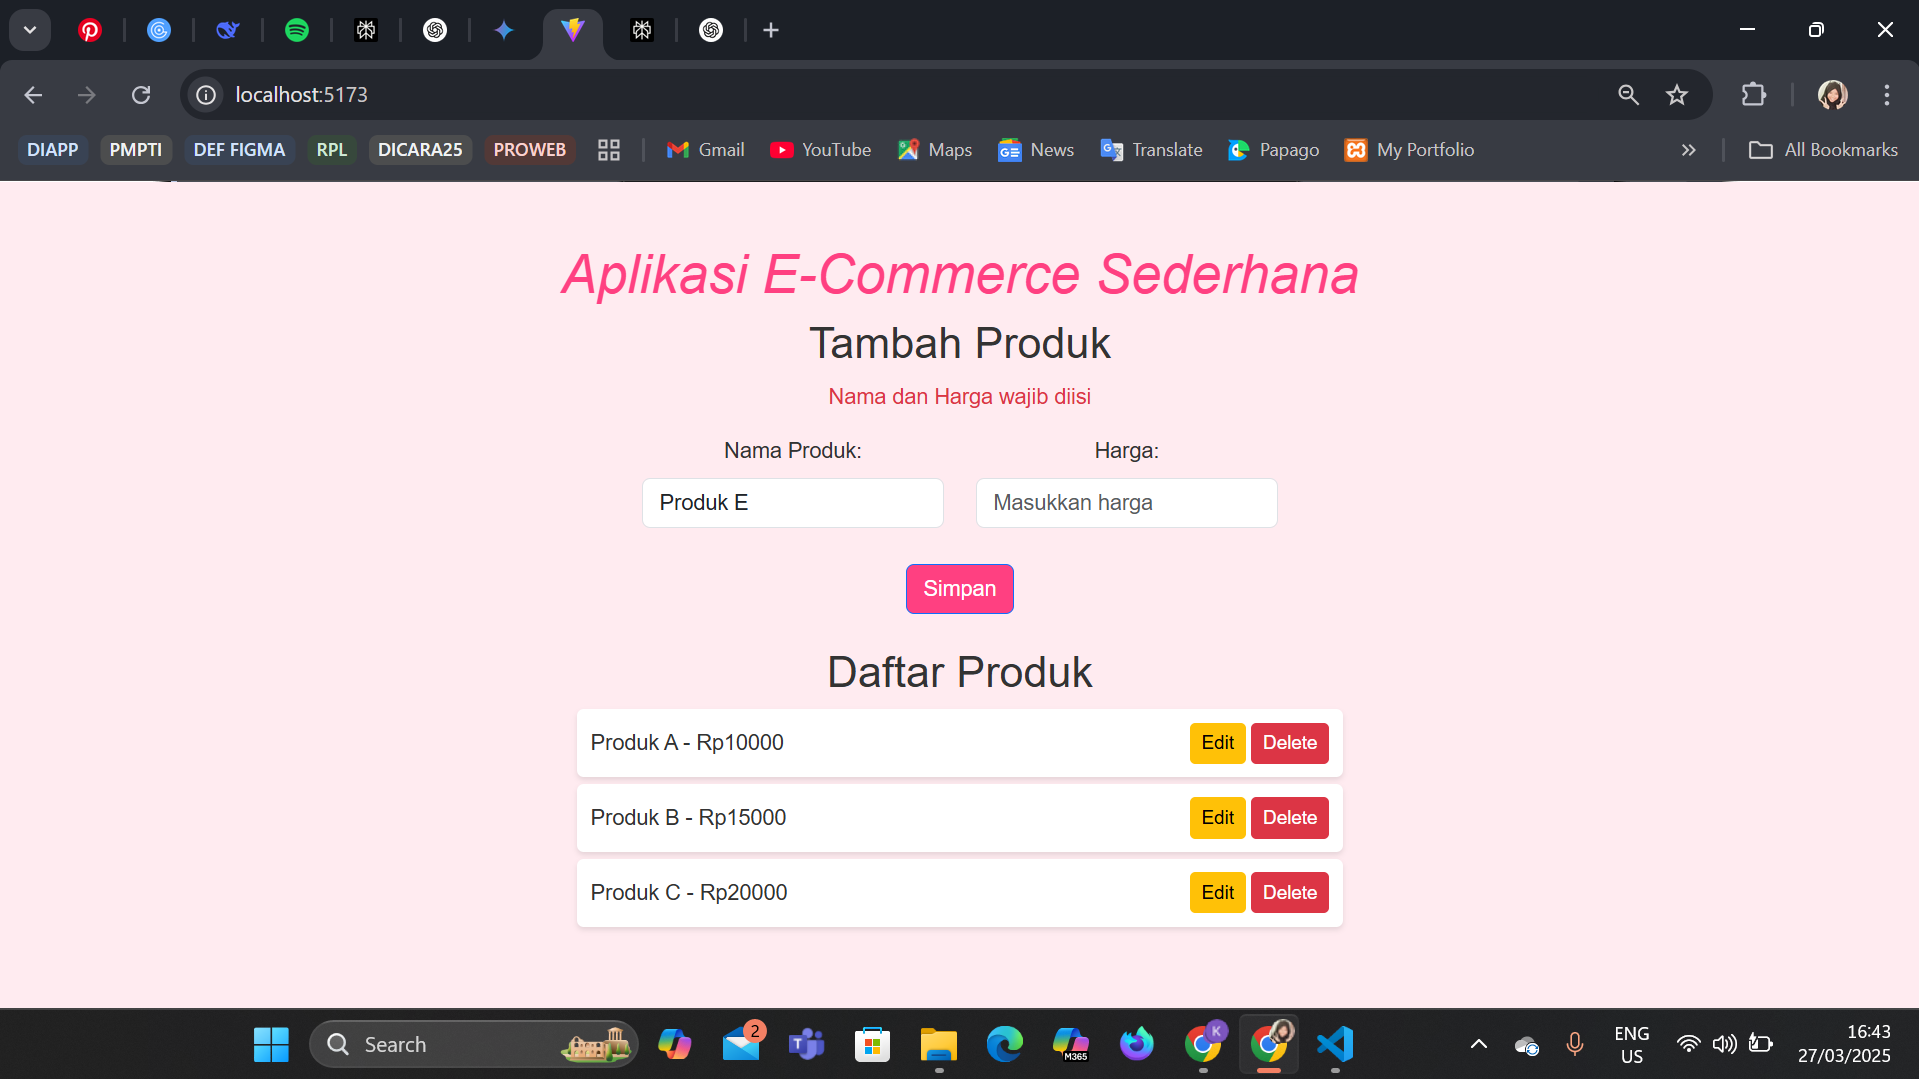 localhost:5173
DIAPP PMPTI DEF FIGMA RPL DICARA25 PROWEB Gmail YouTube Maps News Translate Papago My Portfolio All Bookmarks
Aplikasi E-Commerce Sederhana
Tambah Produk
Nama dan Harga wajib diisi
Nama Produk: Harga:
Produk E Masukkan harga
Simpan
Daftar Produk
Produk A - Rp10000 Edit Delete
Produk B - Rp15000 Edit Delete
Produk C - Rp20000 Edit Delete
Search 2 T M365 K ENG 16:43
US 27/03/2025